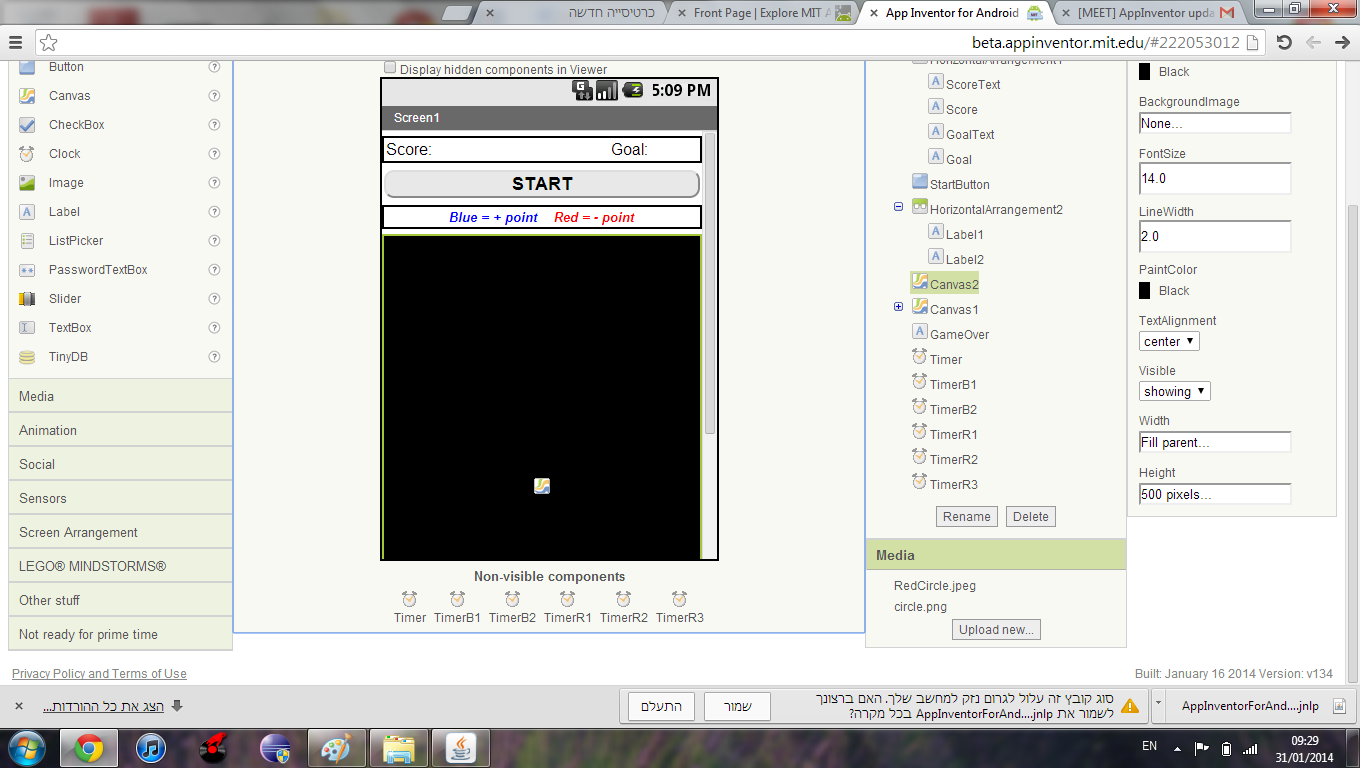 כרטיסייה חדשה
Front Page | Explore MIT A
App Inventor for Android
[MEET] AppInventor upda
beta.appinventor.mit.edu/#222053012
Button
Canvas
CheckBox
Clock
Image
Label
ListPicker
PasswordTextBox
Slider
TextBox
TinyDB
Media
Animation
Social
Sensors
Screen Arrangement
LEGO® MINDSTORMS®
Other stuff
Not ready for prime time
Display hidden components in Viewer
5:09 PM
Screen1
Score: Goal:
START
Blue = + point Red = - point
Non-visible components
Timer TimerB1 TimerB2 TimerR1 TimerR2 TimerR3
HorizontalArrangement1
ScoreText
Score
GoalText
Goal
StartButton
HorizontalArrangement2
Label1
Label2
Canvas2
Canvas1
GameOver
Timer
TimerB1
TimerB2
TimerR1
TimerR2
TimerR3
Rename Delete
Media
RedCircle.jpeg
circle.png
Upload new...
Black
BackgroundImage
None...
FontSize
14.0
LineWidth
2.0
PaintColor
Black
TextAlignment
center
Visible
showing
Width
Fill parent...
Height
500 pixels...
Privacy Policy and Terms of Use
Built: January 16 2014 Version: v134
הצג את כל ההורדות...
התעלם
שמור
סוג קובץ זה עלול לגרום נזק למחשב שלך. האם ברצונך
לשמור את AppInventorForAnd....jnlp בכל מקרה?
AppInventorForAnd....jnlp
EN
09:29
31/01/2014